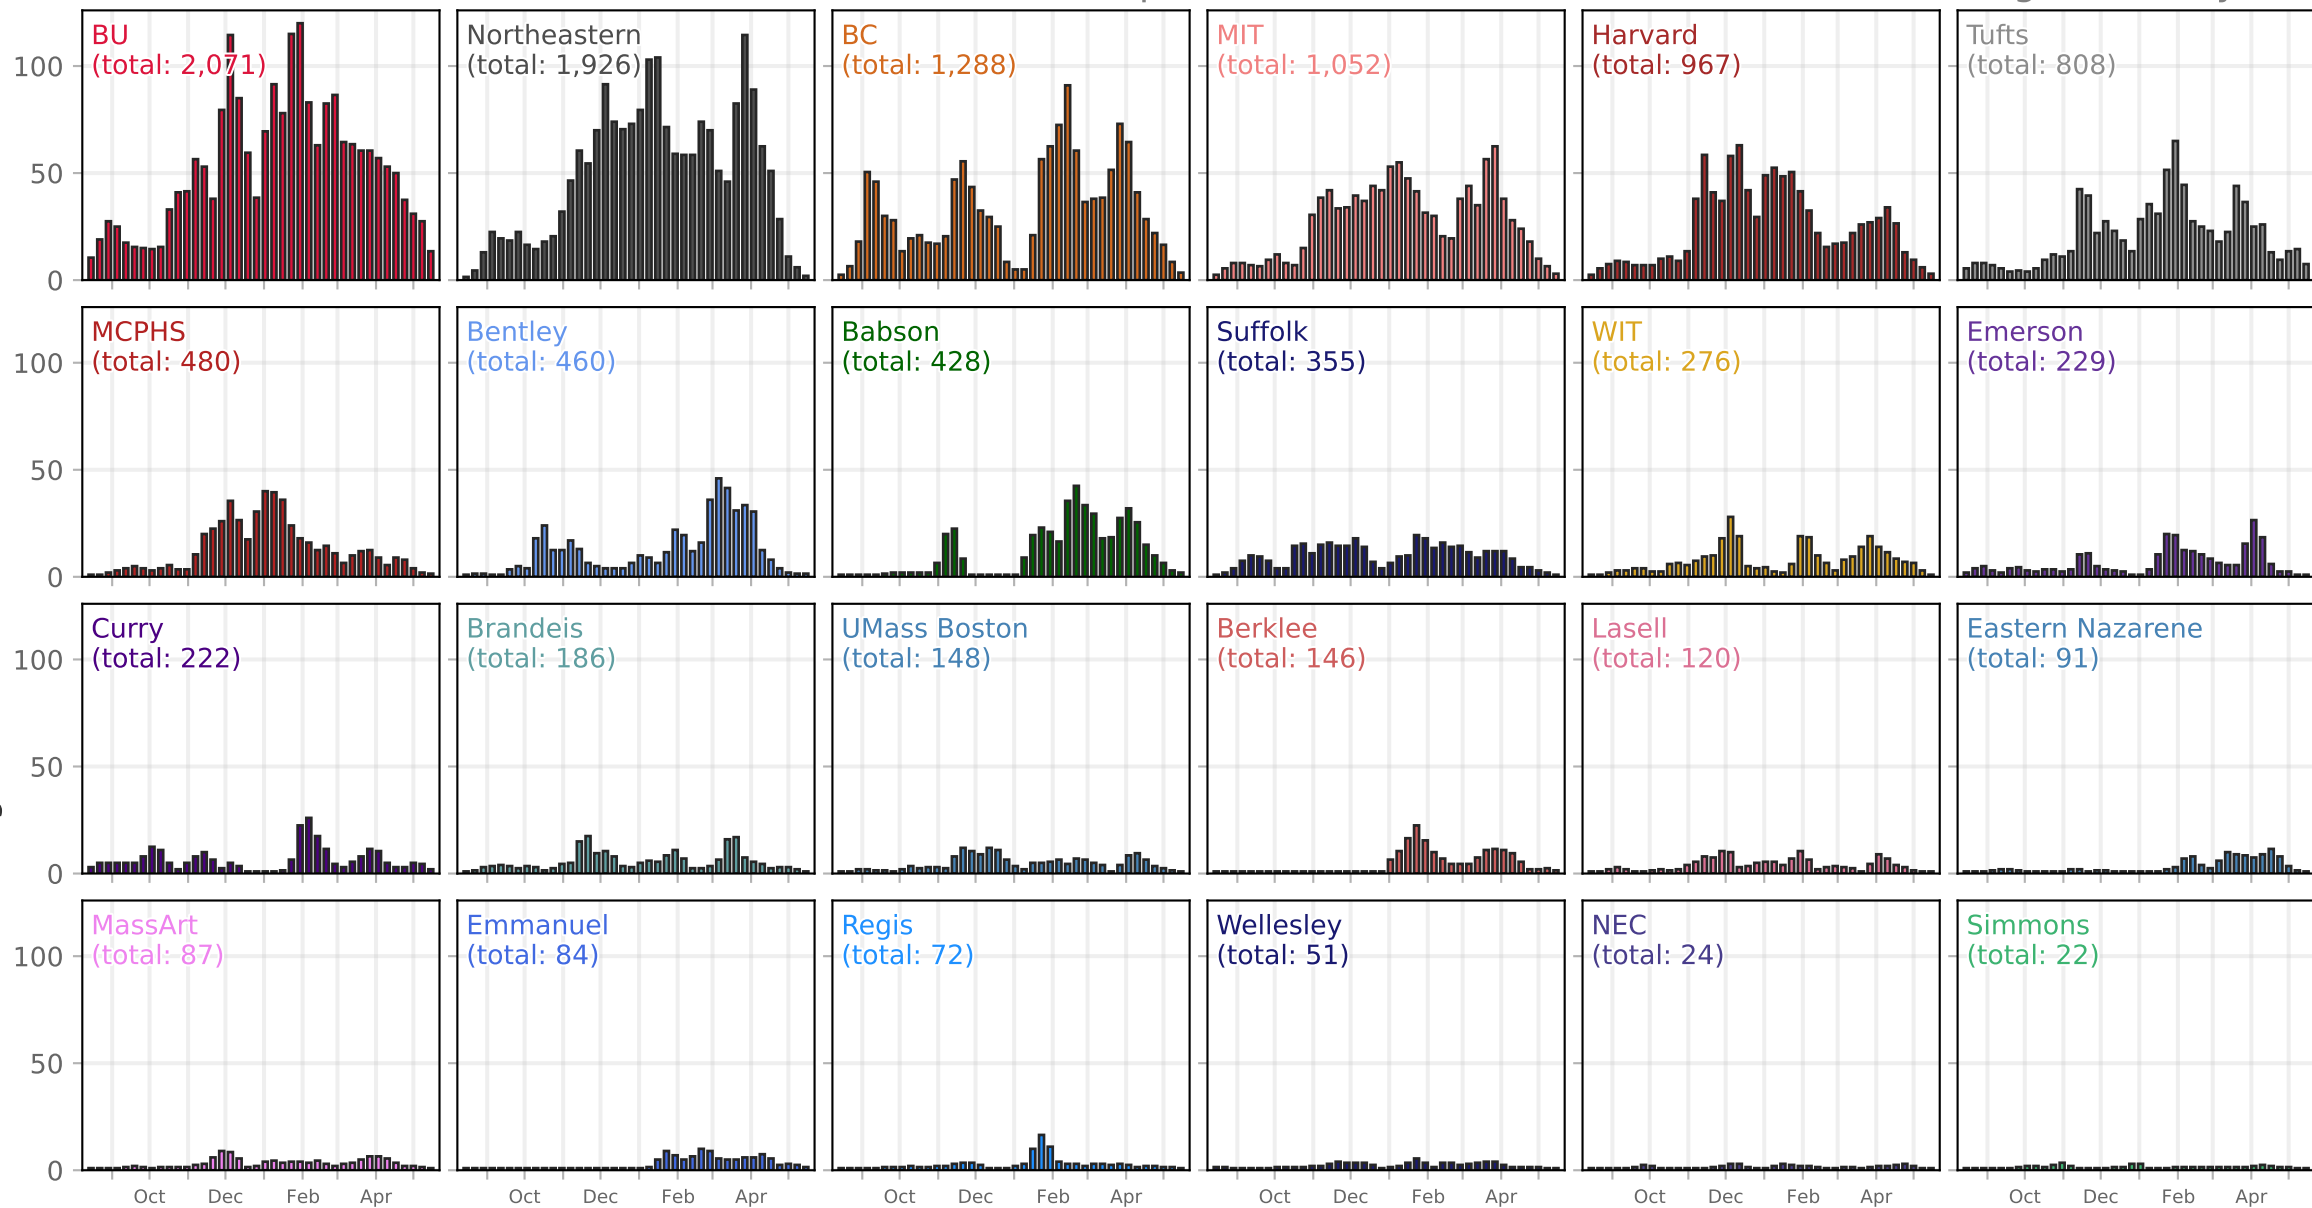 BU
(total: 2,071)
Northeastern
(total: 1,926)
BC
(total: 1,288)
MIT
(total: 1,052)
Harvard
(total: 967)
Tufts
(total: 808)
100
50
0
MCPHS
(total: 480)
Bentley
(total: 460)
Babson
(total: 428)
Suffolk
(total: 355)
WIT
(total: 276)
Emerson
(total: 229)
100
50
0
Curry
(total: 222)
Brandeis
(total: 186)
UMass Boston
(total: 148)
Berklee
(total: 146)
Lasell
(total: 120)
Eastern Nazarene
(total: 91)
100
50
0
MassArt
(total: 87)
Emmanuel
(total: 84)
Regis
(total: 72)
Wellesley
(total: 51)
NEC
(total: 24)
Simmons
(total: 22)
100
50
0
Oct Dec Feb Apr
Oct Dec Feb Apr
Oct Dec Feb Apr
Oct Dec Feb Apr
Oct Dec Feb Apr
Oct Dec Feb Apr